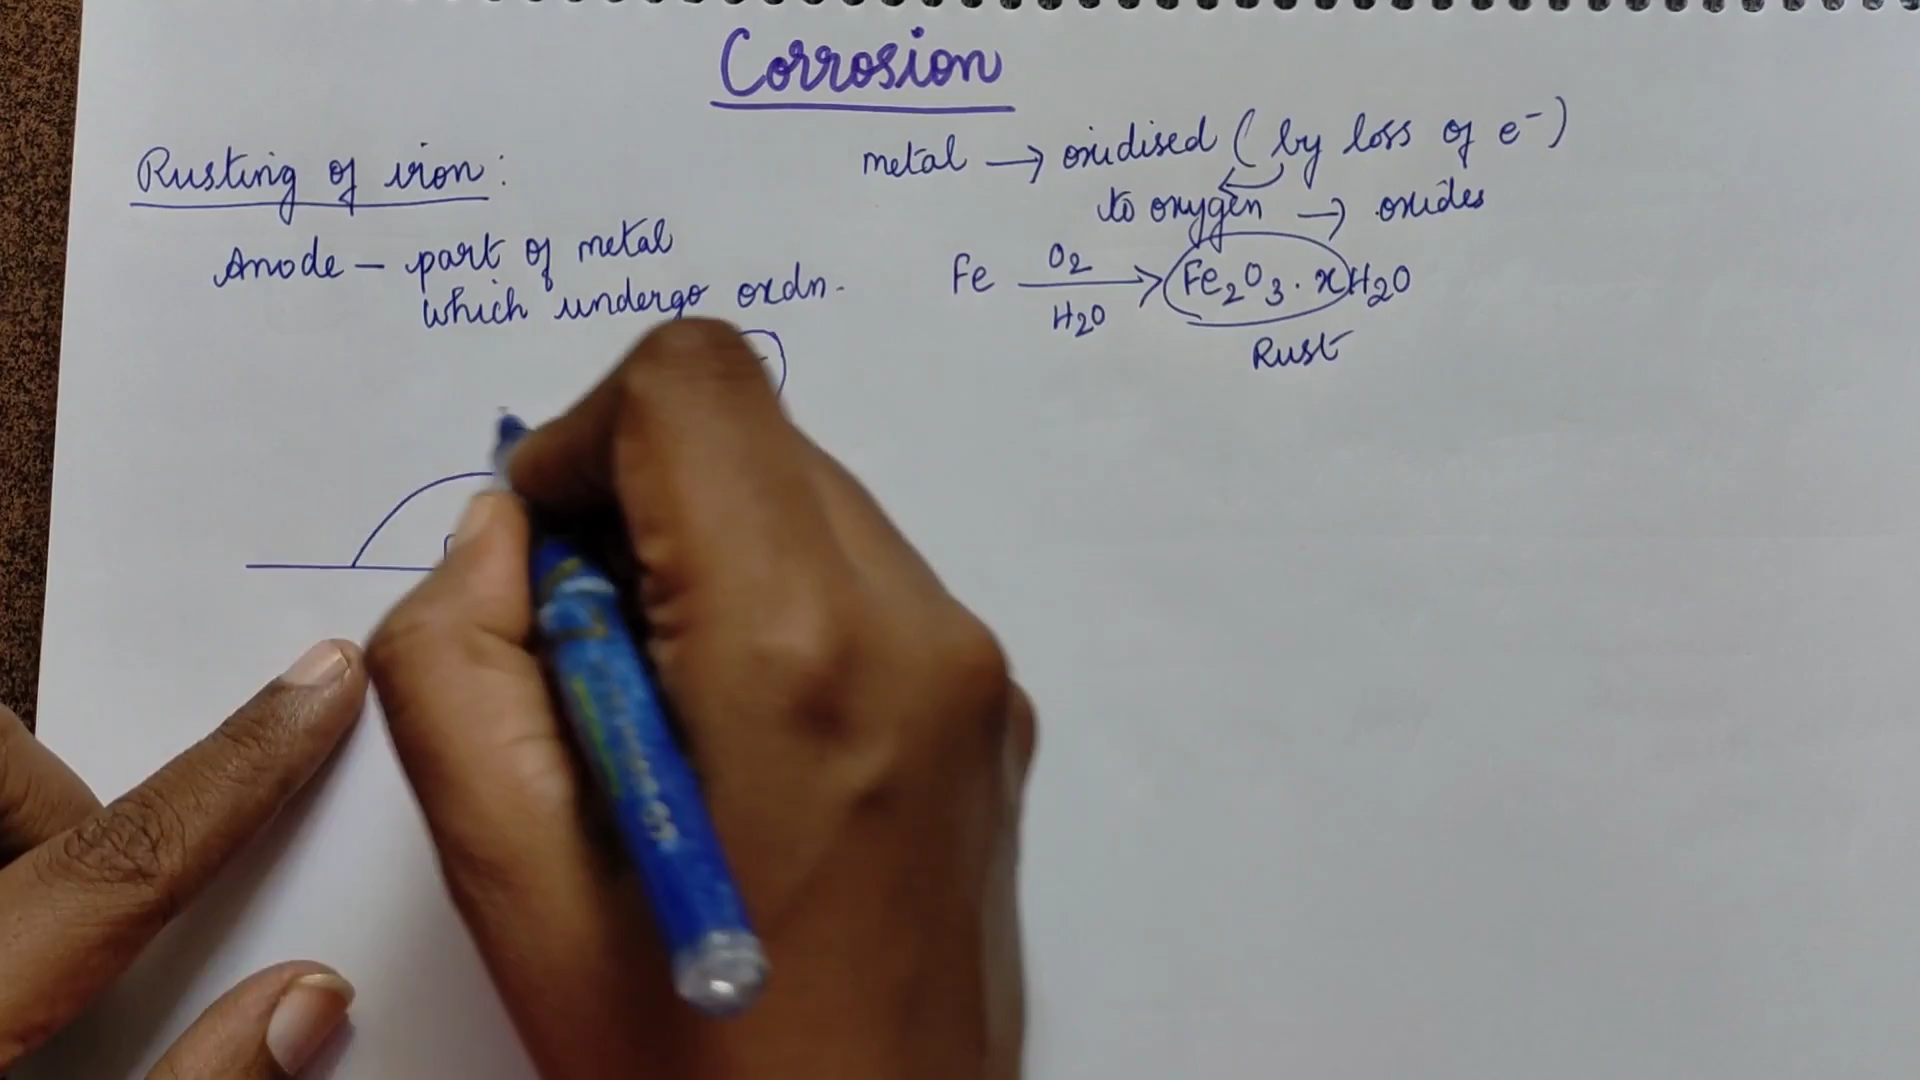 Corrosion
Rusting of iron:
Anode - part of metal
which undergo oxdn.
metal → oxidised (by loss of e⁻)
to oxygen → oxides
Fe O2 H2O → Fe2O3. xH2O
Rust